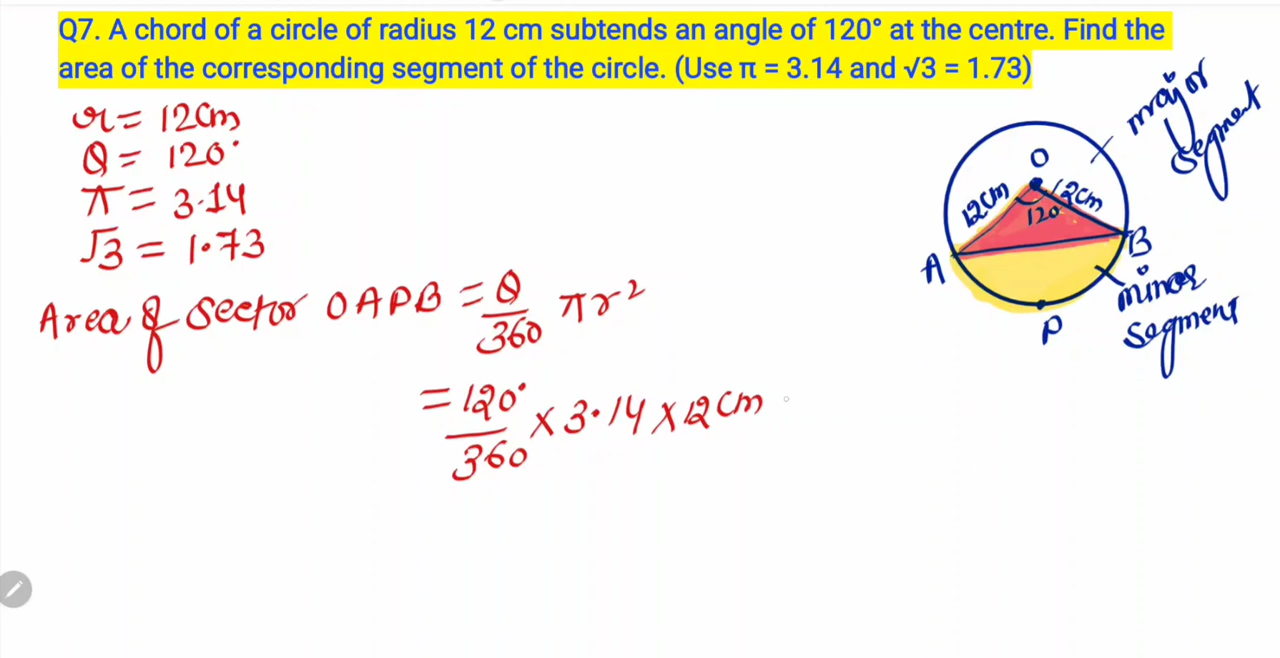 Q7. A chord of a circle of radius 12 cm subtends an angle of 120° at the centre. Find the
area of the corresponding segment of the circle. (Use π = 3.14 and √3 = 1.73)
r = 12cm
θ = 120°
π = 3.14
√3 = 1.73
Area of sector OAPB = θ/360 πr²
= 120°/360 × 3.14 × 12cm
major
segment
O
12cm
12cm
120°
A
B
minor
segment
P